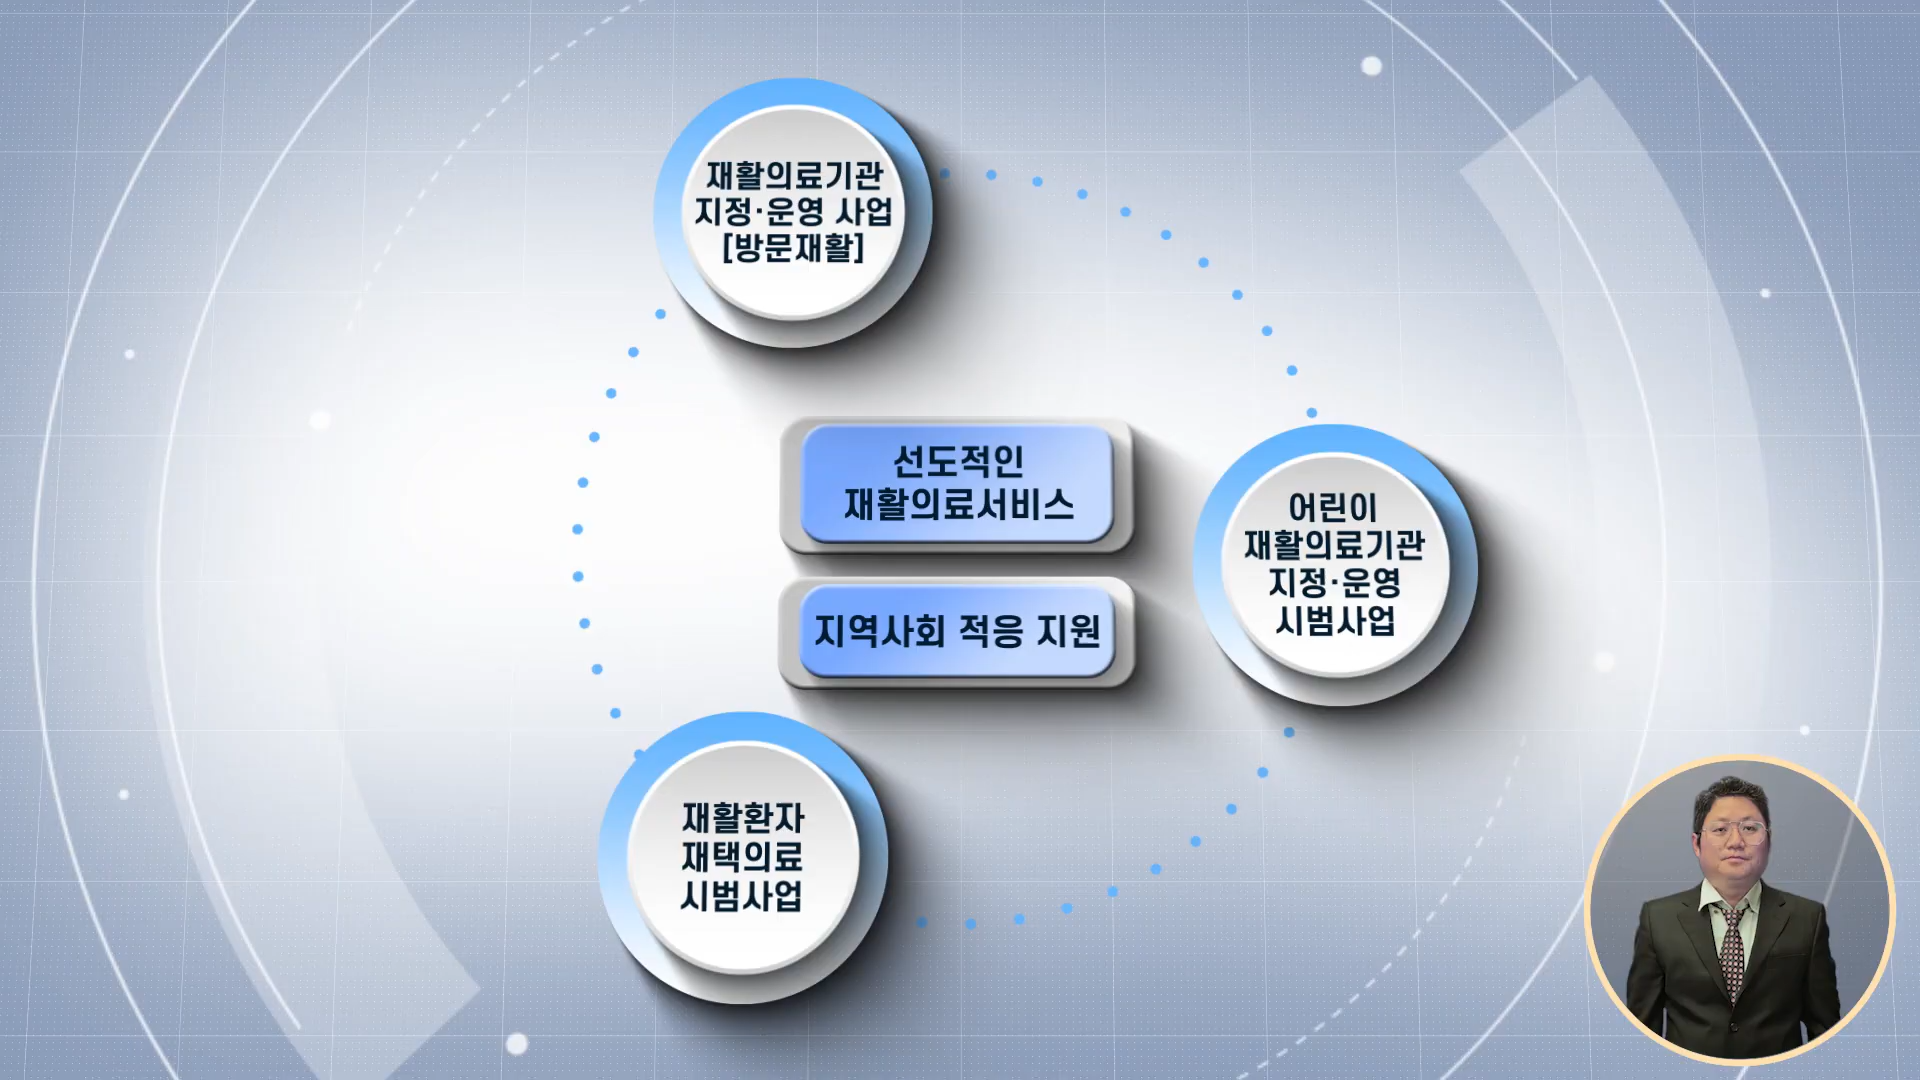 재활의료기관
지정·운영 사업
[방문재활]
선도적인
재활의료서비스
지역사회 적응 지원
어린이
재활의료기관
지정·운영
시범사업
재활환자
재택의료
시범사업